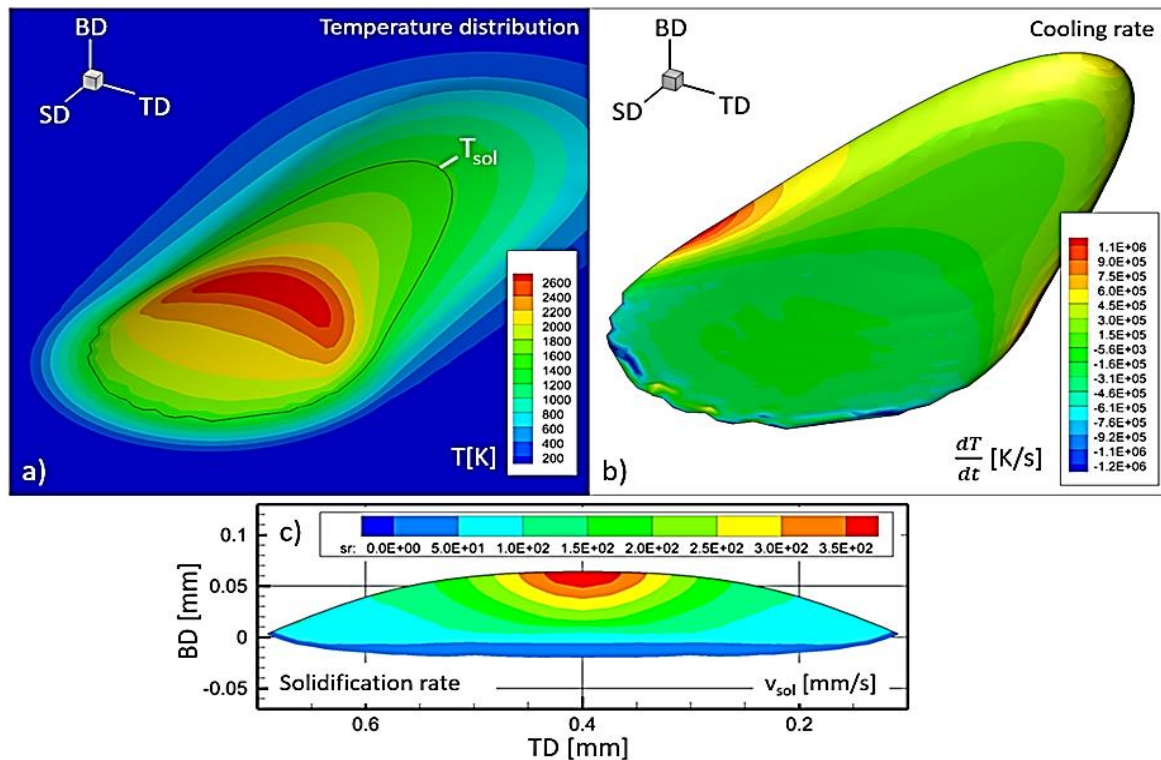 BD
Temperature distribution
SD
TD
T_sol
2600
2400
2200
2000
1800
1600
1400
1200
1000
800
600
400
200
a)
T[K]
BD
Cooling rate
SD
TD
1.1E+06
9.0E+05
7.5E+05
6.0E+05
4.5E+05
3.0E+05
1.5E+05
-5.6E+03
-1.6E+05
-3.1E+05
-4.6E+05
-6.1E+05
-7.6E+05
-9.2E+05
-1.1E+06
-1.2E+06
b)
dT/dt [K/s]
c)
sr: 0.0E+00 5.0E+01 1.0E+02 1.5E+02 2.0E+02 2.5E+02 3.0E+02 3.5E+02
BD [mm]
0.1
0.05
0
-0.05
Solidification rate
v_sol [mm/s]
0.6 0.4 0.2
TD [mm]